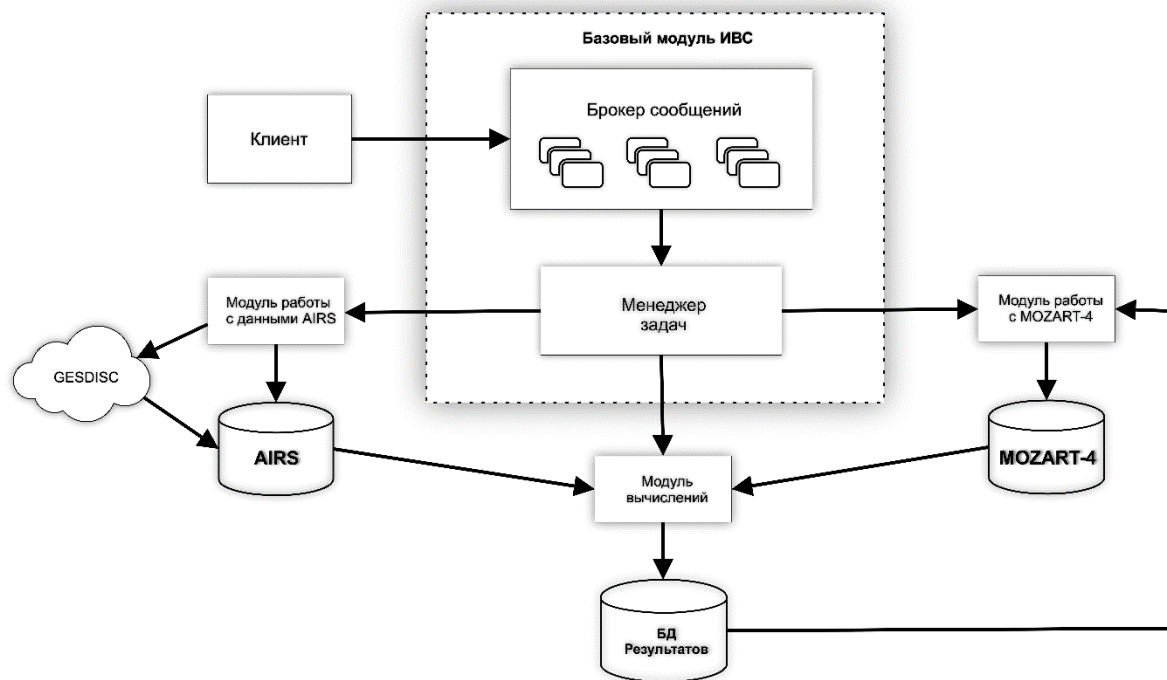 Базовый модуль ИВС
Брокер сообщений
Клиент
Менеджер
задач
Модуль работы
с данными AIRS
Модуль работы
с MOZART-4
GESDISC
AIRS
MOZART-4
Модуль
вычислений
БД
Результатов